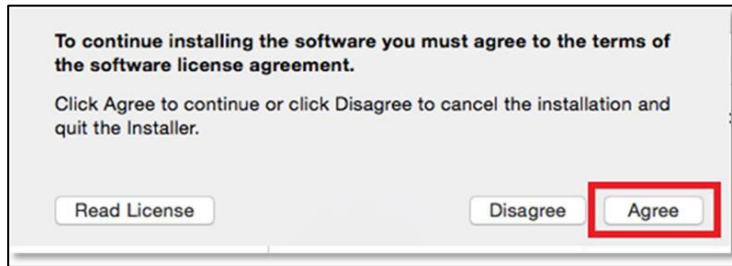 To continue installing the software you must agree to the terms of
the software license agreement.
Click Agree to continue or click Disagree to cancel the installation and
quit the Installer.
Read License
Disagree
Agree